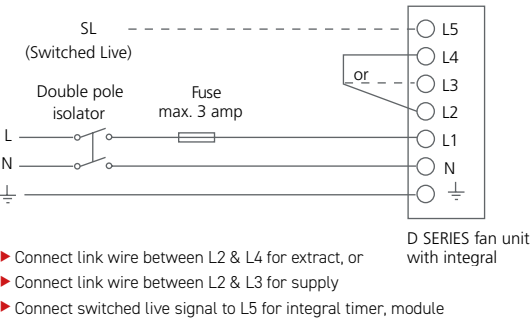 SL
(Switched Live)
Double pole
isolator
Fuse
max. 3 amp
L
N
L5
L4
or
L3
L2
L1
N
D SERIES fan unit
with integral
Connect link wire between L2 & L4 for extract, or
Connect link wire between L2 & L3 for supply
Connect switched live signal to L5 for integral timer, module